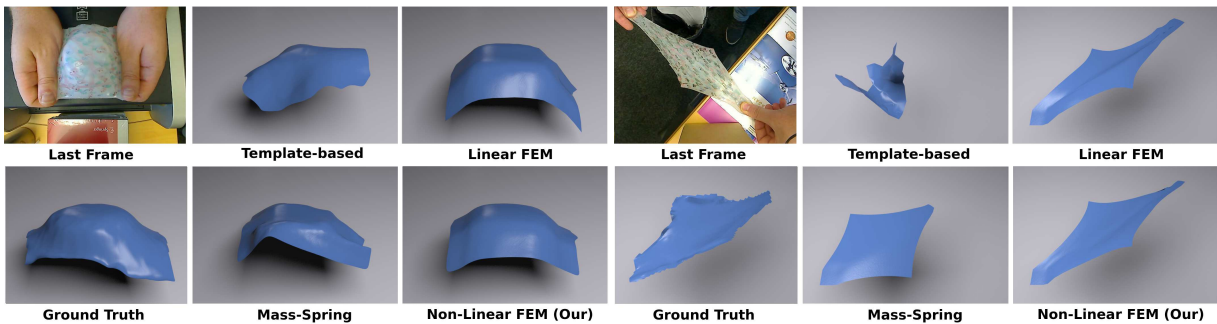 Last Frame
Template-based
Linear FEM
Last Frame
Template-based
Linear FEM
Ground Truth
Mass-Spring
Non-Linear FEM (Our)
Ground Truth
Mass-Spring
Non-Linear FEM (Our)